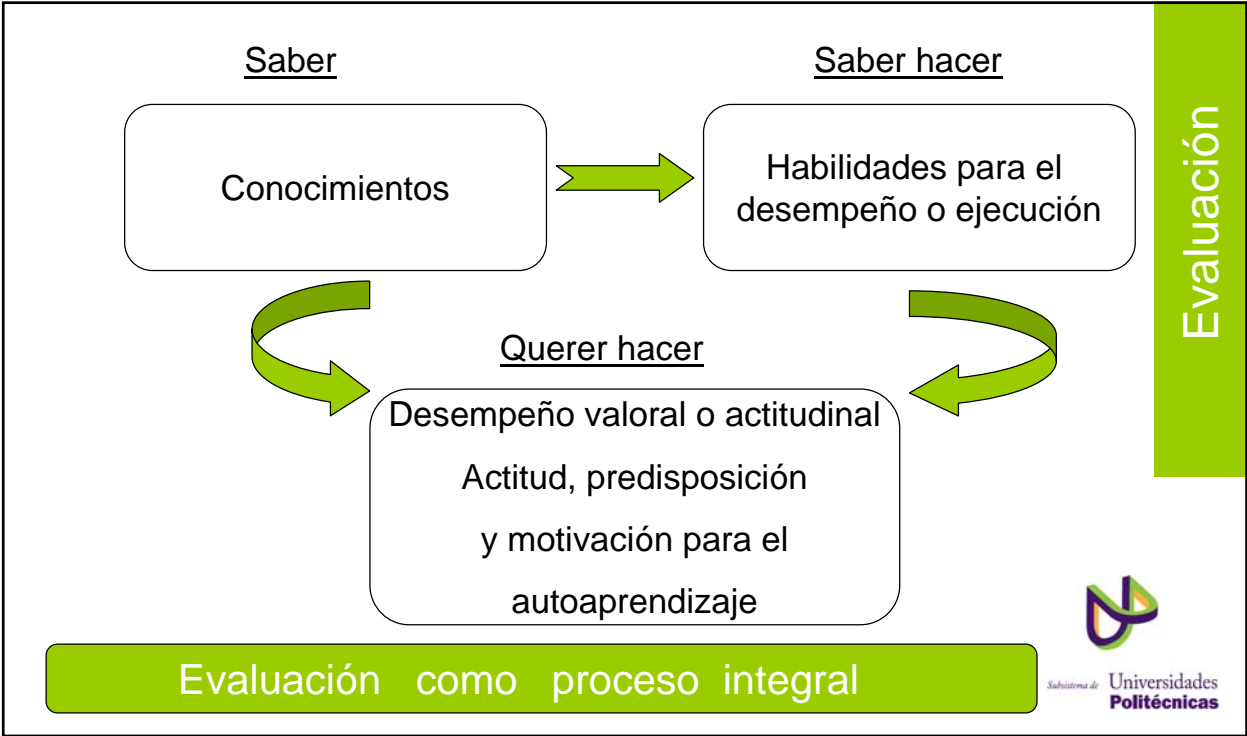 Saber
Saber hacer
Conocimientos
Habilidades para el
desempeño o ejecución
Evaluación
Querer hacer
Desempeño valoral o actitudinal
Actitud, predisposición
y motivación para el
autoaprendizaje
Evaluación como proceso integral
Subsistema de Universidades
Politécnicas